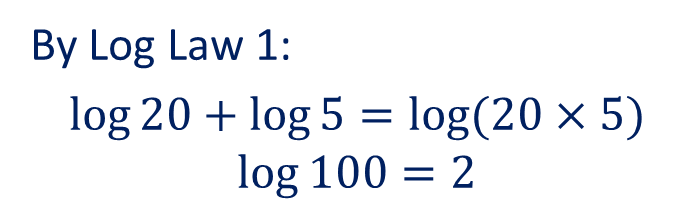 By Log Law 1:
log 20 + log 5 = log(20 × 5)
log 100 = 2